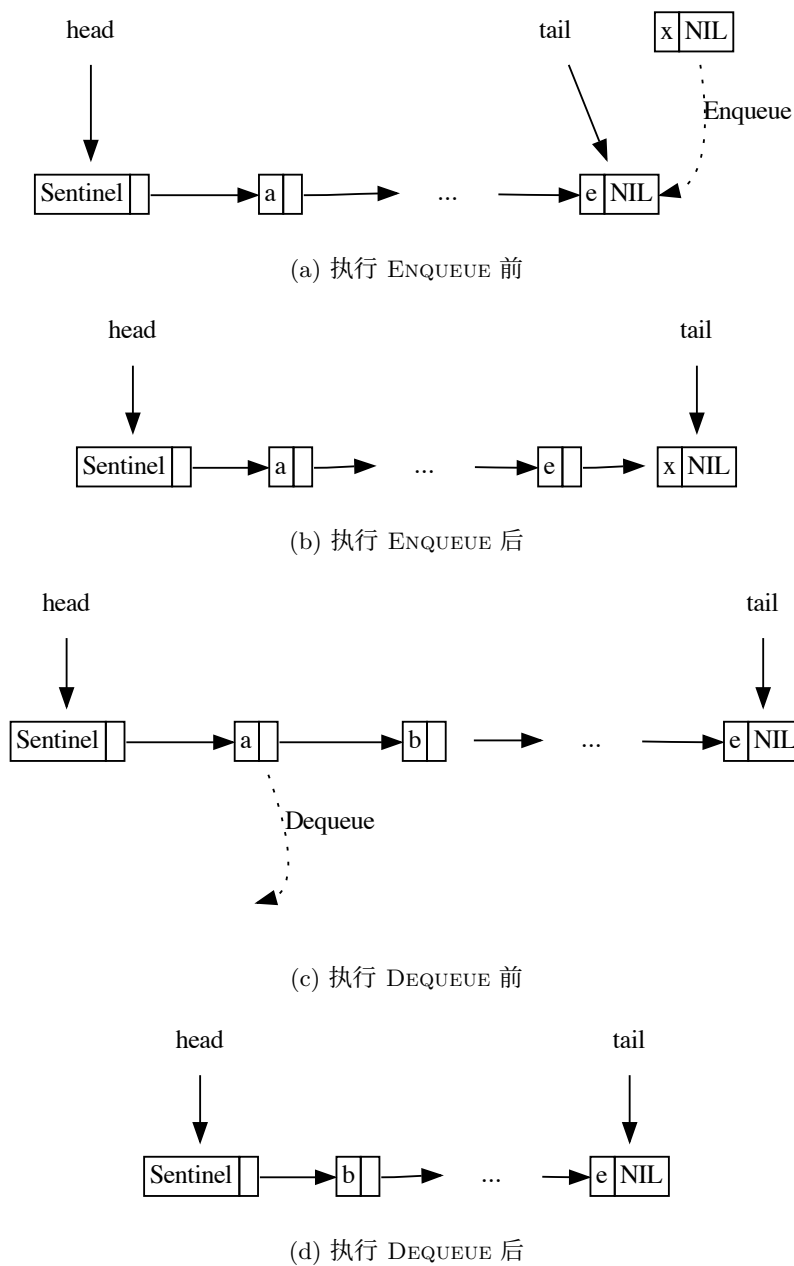 head tail x NIL
Enqueue
Sentinel a ... e NIL
(a) 执行 ENQUEUE 前
head tail
Sentinel a ... e x NIL
(b) 执行 ENQUEUE 后
head tail
Sentinel a b ... e NIL
Dequeue
(c) 执行 DEQUEUE 前
head tail
Sentinel b ... e NIL
(d) 执行 DEQUEUE 后